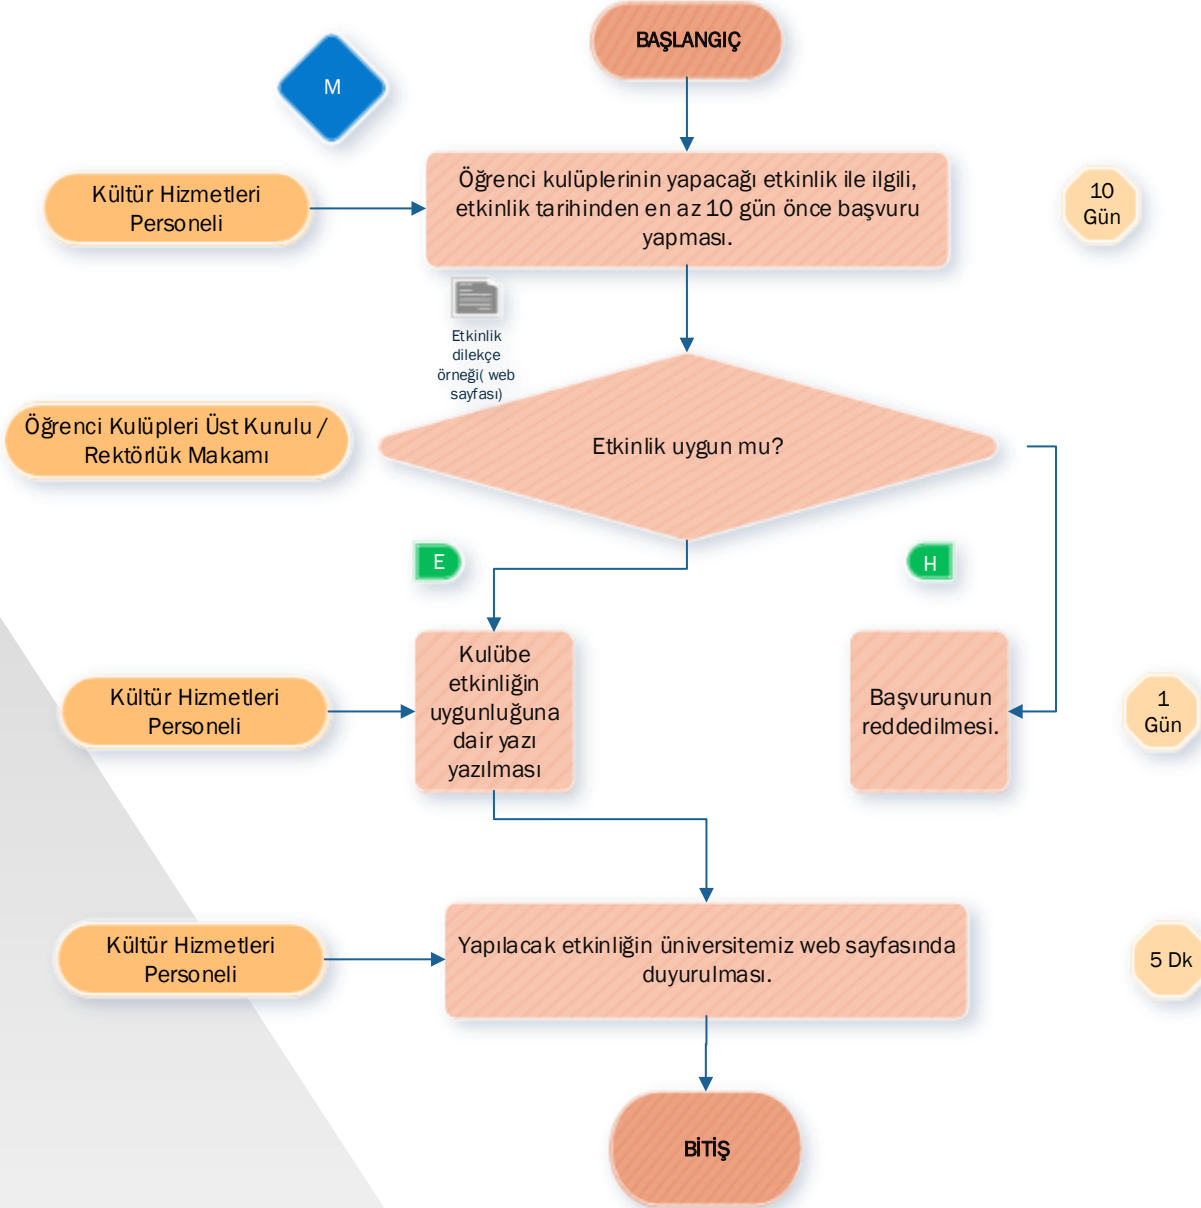 BAŞLANGIÇ
M
Kültür Hizmetleri
Personeli
Öğrenci kulüplerinin yapacağı etkinlik ile ilgili,
etkinlik tarihinden en az 10 gün önce başvuru
yapması.
10
Gün
Etkinlik
dilekçe
örneği( web
sayfası)
Öğrenci Kulüpleri Üst Kurulu /
Rektörlük Makamı
Etkinlik uygun mu?
E
H
Kültür Hizmetleri
Personeli
Kulübe
etkinliğin
uygunluğuna
dair yazı
yazılması
Başvurunun
reddedilmesi.
1
Gün
Kültür Hizmetleri
Personeli
Yapılacak etkinliğin üniversitemiz web sayfasında
duyurulması.
5 Dk
BİTİŞ